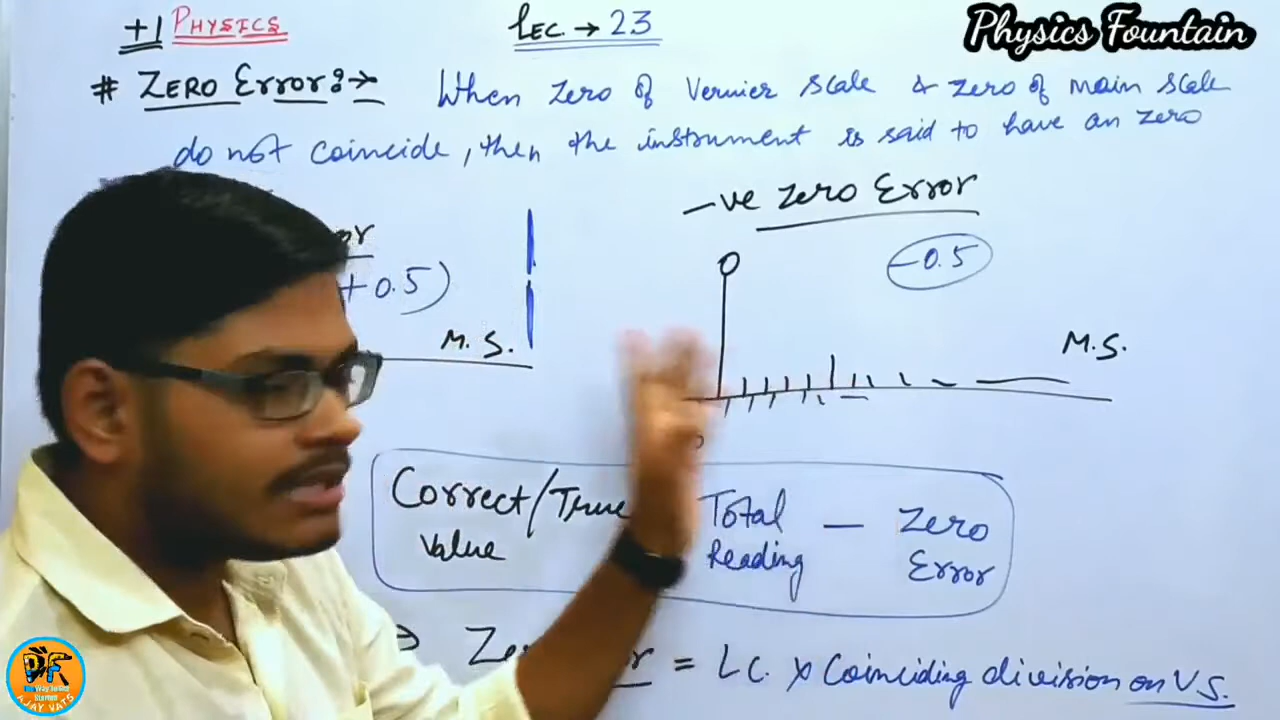 +1 PHYSICS
LEC. → 23
Physics Fountain
# ZERO Error:→ When zero of Vernier Scale & zero of main scale
do not coincide, then the instrument is said to have an zero
-ve zero Error
+0.5)
-0.5
M.S.
M.S.
0
Correct/True Total — Zero
Value Reading Error
= LC. x Coinciding division on V.S.
AJAY VATS